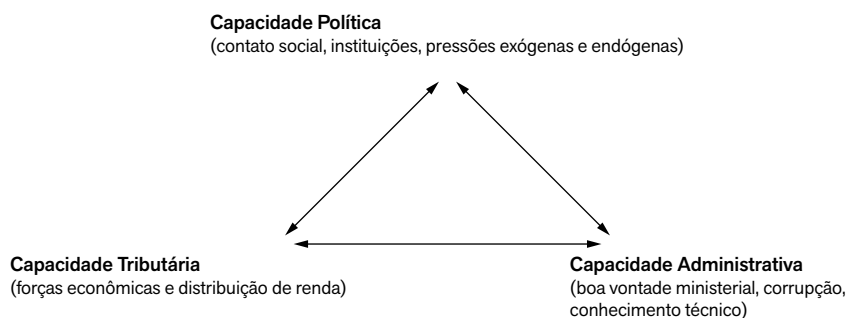 Capacidade Política
(contato social, instituições, pressões exógenas e endógenas)
Capacidade Tributária
(forças econômicas e distribuição de renda)
Capacidade Administrativa
(boa vontade ministerial, corrupção,
conhecimento técnico)